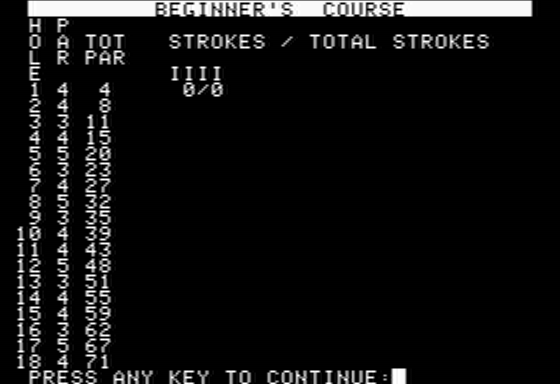 BEGINNER'S COURSE
H P
O A TOT STROKES / TOTAL STROKES
L R PAR
E IIII
1 4 4 0/0
2 4 8
3 3 11
4 4 15
5 5 20
6 3 23
7 4 27
8 5 32
9 3 35
10 4 39
11 4 43
12 5 48
13 3 51
14 4 55
15 4 59
16 3 62
17 5 67
18 4 71
PRESS ANY KEY TO CONTINUE: